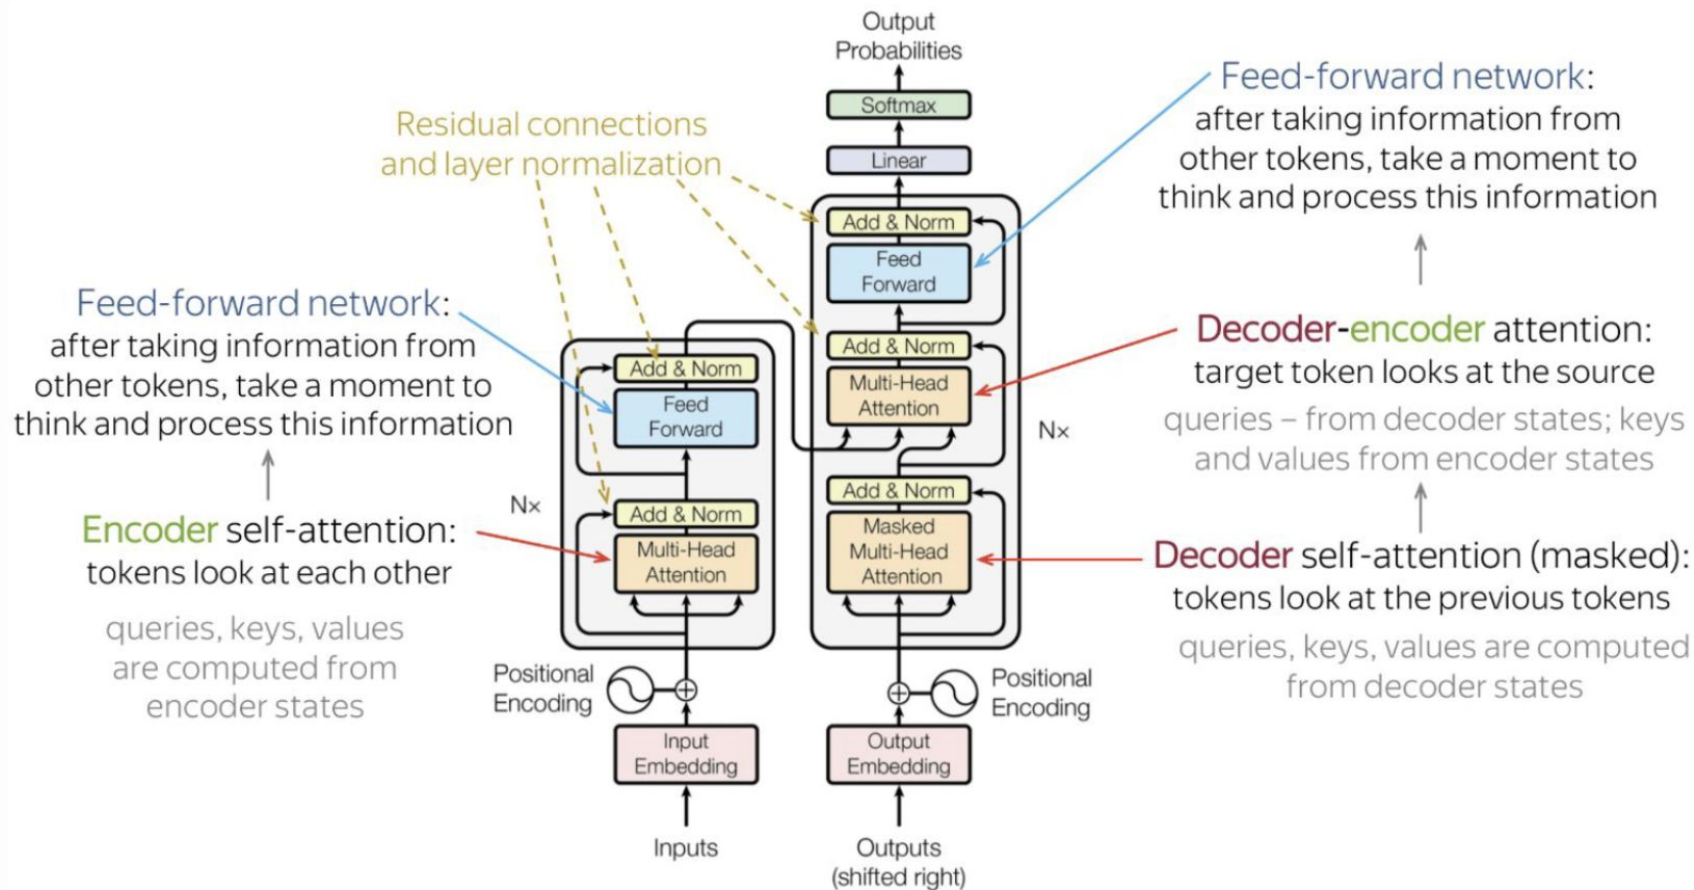 Output
Probabilities
Softmax
Linear
Add & Norm
Feed
Forward
Add & Norm
Multi-Head
Attention
Add & Norm
Masked
Multi-Head
Attention
Nx
Positional
Encoding
Output
Embedding
Outputs
(shifted right)
Add & Norm
Feed
Forward
Add & Norm
Multi-Head
Attention
Nx
Positional
Encoding
Input
Embedding
Inputs
Residual connections
and layer normalization
Feed-forward network:
after taking information from
other tokens, take a moment to
think and process this information
Encoder self-attention:
tokens look at each other
queries, keys, values
are computed from
encoder states
Feed-forward network:
after taking information from
other tokens, take a moment to
think and process this information
Decoder-encoder attention:
target token looks at the source
queries – from decoder states; keys
and values from encoder states
Decoder self-attention (masked):
tokens look at the previous tokens
queries, keys, values are computed
from decoder states